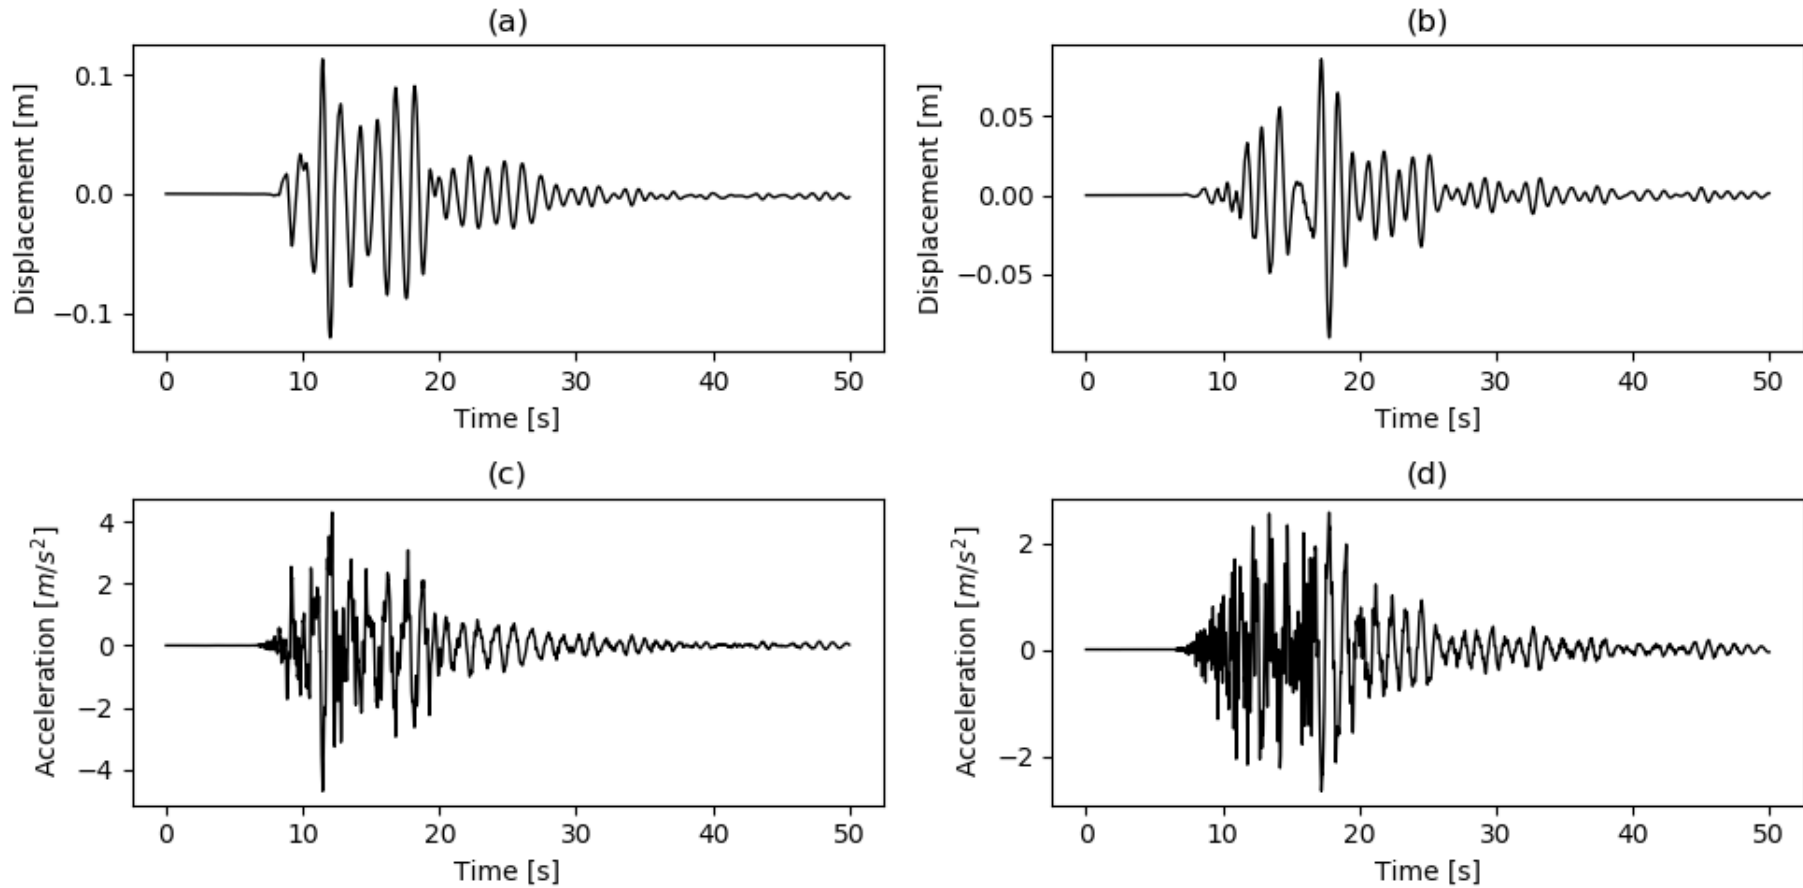 (a)
Displacement [m]
0.1
0.0
−0.1
0 10 20 30 40 50
Time [s]
(b)
Displacement [m]
0.05
0.00
−0.05
0 10 20 30 40 50
Time [s]
(c)
Acceleration [m/s²]
4
2
0
−2
−4
0 10 20 30 40 50
Time [s]
(d)
Acceleration [m/s²]
2
0
−2
0 10 20 30 40 50
Time [s]